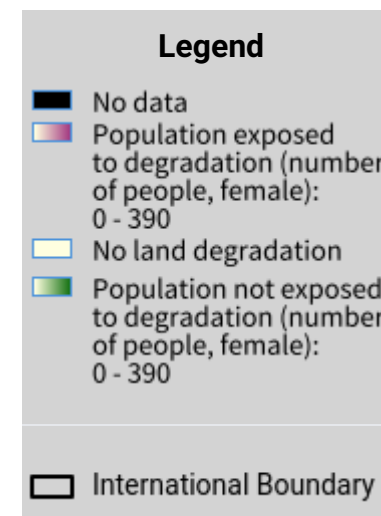 Legend
No data
Population exposed
to degradation (number
of people, female):
0 - 390
No land degradation
Population not exposed
to degradation (number
of people, female):
0 - 390
International Boundary